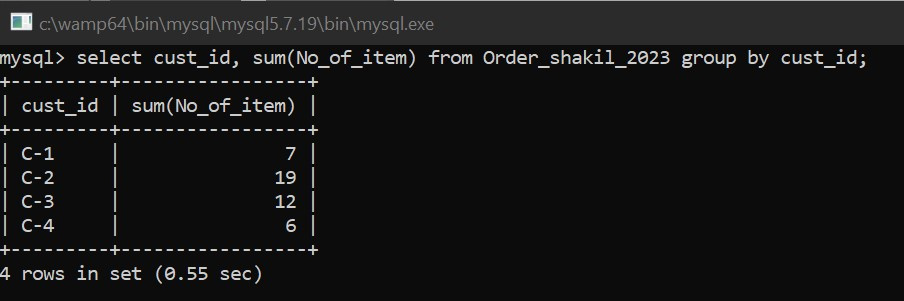 c:\wamp64\bin\mysql\mysql5.7.19\bin\mysql.exe
mysql> select cust_id, sum(No_of_item) from Order_shakil_2023 group by cust_id;
+---------+-----------------+
| cust_id | sum(No_of_item) |
+---------+-----------------+
| C-1     |               7 |
| C-2     |              19 |
| C-3     |              12 |
| C-4     |               6 |
+---------+-----------------+
4 rows in set (0.55 sec)